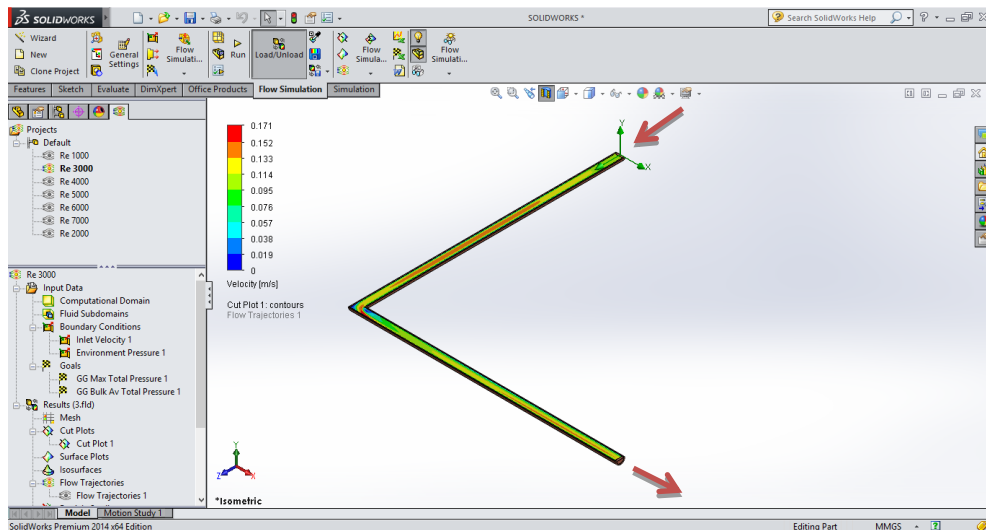 SOLIDWORKS
SOLIDWORKS *
Search SolidWorks Help
Wizard
New
Clone Project
General
Settings
Flow
Simulati...
Run
Load/Unload
Flow
Simula...
Flow
Simulati...
Features
Sketch
Evaluate
DimXpert
Office Products
Flow Simulation
Simulation
Projects
Default
Re 1000
Re 3000
Re 4000
Re 5000
Re 6000
Re 7000
Re 2000
Re 3000
Input Data
Computational Domain
Fluid Subdomains
Boundary Conditions
Inlet Velocity 1
Environment Pressure 1
Goals
GG Max Total Pressure 1
GG Bulk Av Total Pressure 1
Results (3.fld)
Mesh
Cut Plots
Cut Plot 1
Surface Plots
Isosurfaces
Flow Trajectories
Flow Trajectories 1
0.171
0.152
0.133
0.114
0.095
0.076
0.057
0.038
0.019
0
Velocity [m/s]
Cut Plot 1: contours
Flow Trajectories 1
Y
X
Y
Z
X
*Isometric
Model
Motion Study 1
SolidWorks Premium 2014 x64 Edition
Editing Part
MMGS